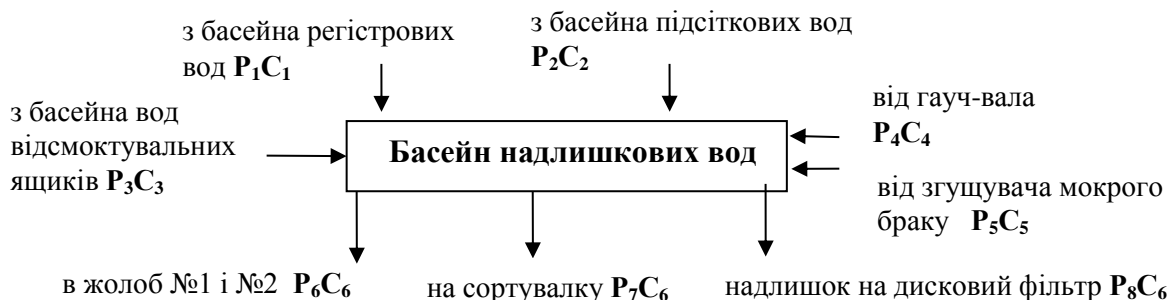 з басейна регістрових
вод P₁C₁
з басейна підсіткових вод
P₂C₂
з басейна вод
відсмоктувальних
ящиків P₃C₃
Басейн надлишкових вод
від гауч-вала
P₄C₄
від згущувача мокрого
браку P₅C₅
в жолоб №1 і №2 P₆C₆
на сортувалку P₇C₆
надлишок на дисковий фільтр P₈C₆